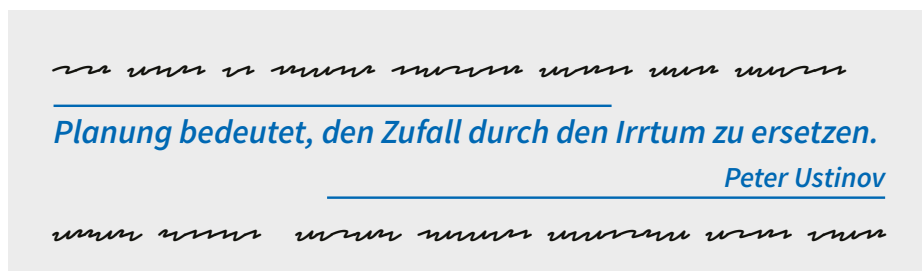 Planung bedeutet, den Zufall durch den Irrtum zu ersetzen.
Peter Ustinov